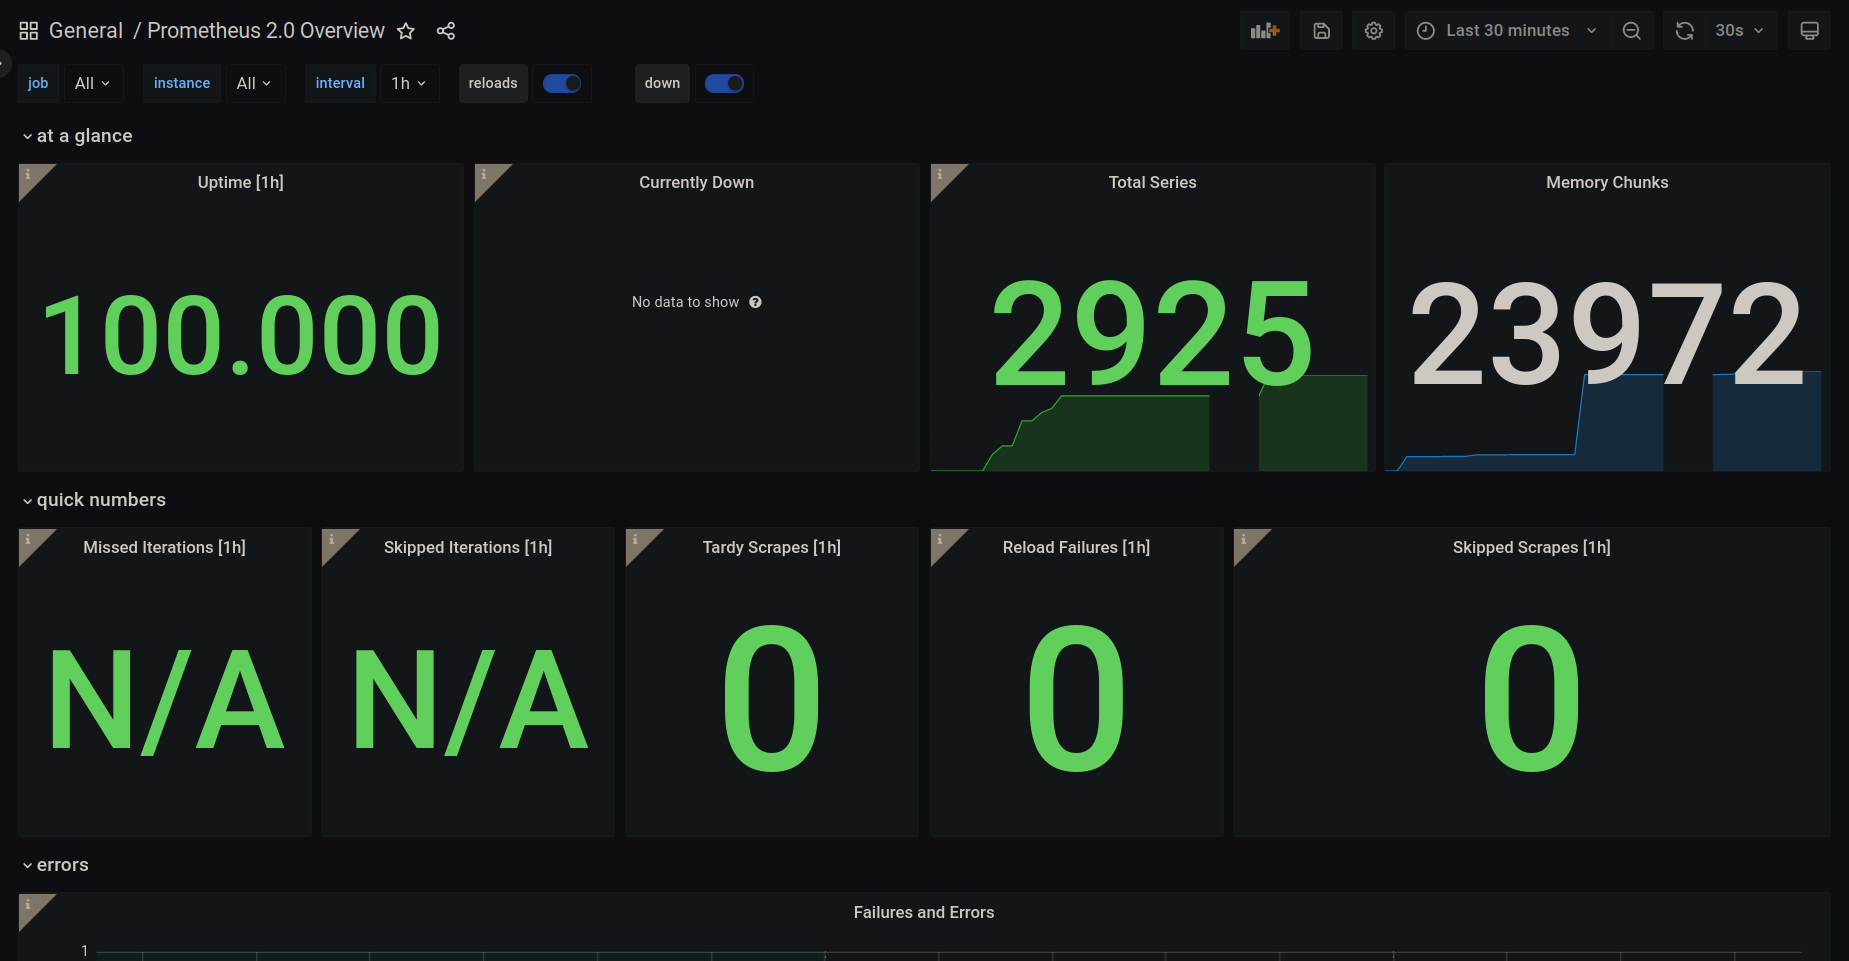 General / Prometheus 2.0 Overview
Last 30 minutes
30s
job All instance All interval 1h reloads down
at a glance
Uptime [1h]
100.000
Currently Down
No data to show
Total Series
2925
Memory Chunks
23972
quick numbers
Missed Iterations [1h]
N/A
Skipped Iterations [1h]
N/A
Tardy Scrapes [1h]
0
Reload Failures [1h]
0
Skipped Scrapes [1h]
0
errors
Failures and Errors
1